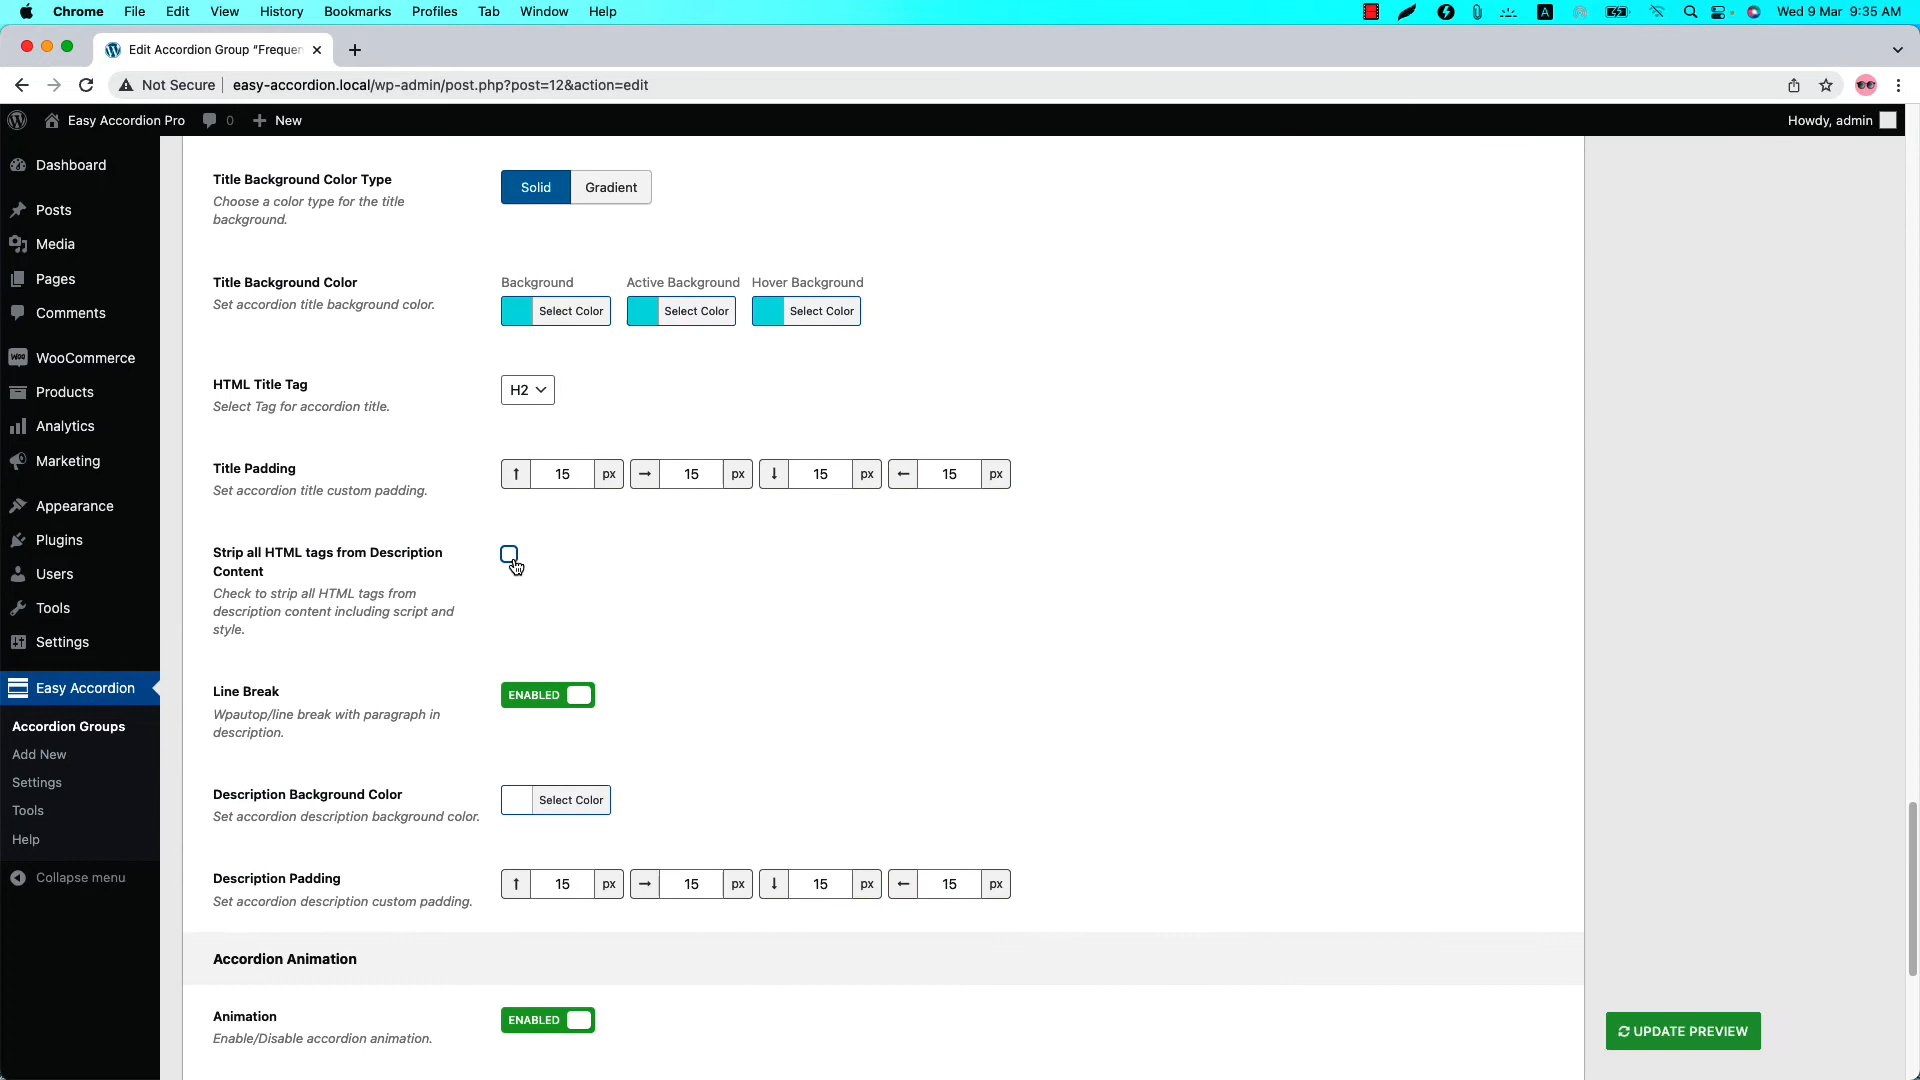 Chrome File Edit View History Bookmarks Profiles Tab Window Help A Wed 9 Mar 9:35 AM
Edit Accordion Group “Frequen
Not Secure easy-accordion.local/wp-admin/post.php?post=12&action=edit
Easy Accordion Pro 0 New Howdy, admin
Dashboard
Posts
Media
Pages
Comments
WooCommerce
Products
Analytics
Marketing
Appearance
Plugins
Users
Tools
Settings
Easy Accordion
Accordion Groups
Add New
Settings
Tools
Help
Collapse menu
Title Background Color Type
Choose a color type for the title
background.
Solid Gradient
Title Background Color
Set accordion title background color.
Background Active Background Hover Background
Select Color Select Color Select Color
HTML Title Tag
Select Tag for accordion title.
H2
Title Padding
Set accordion title custom padding.
↑ 15 px → 15 px ↓ 15 px ← 15 px
Strip all HTML tags from Description
Content
Check to strip all HTML tags from
description content including script and
style.
Line Break
Wpautop/line break with paragraph in
description.
ENABLED
Description Background Color
Set accordion description background color.
Select Color
Description Padding
Set accordion description custom padding.
↑ 15 px → 15 px ↓ 15 px ← 15 px
Accordion Animation
Animation
Enable/Disable accordion animation.
ENABLED
UPDATE PREVIEW